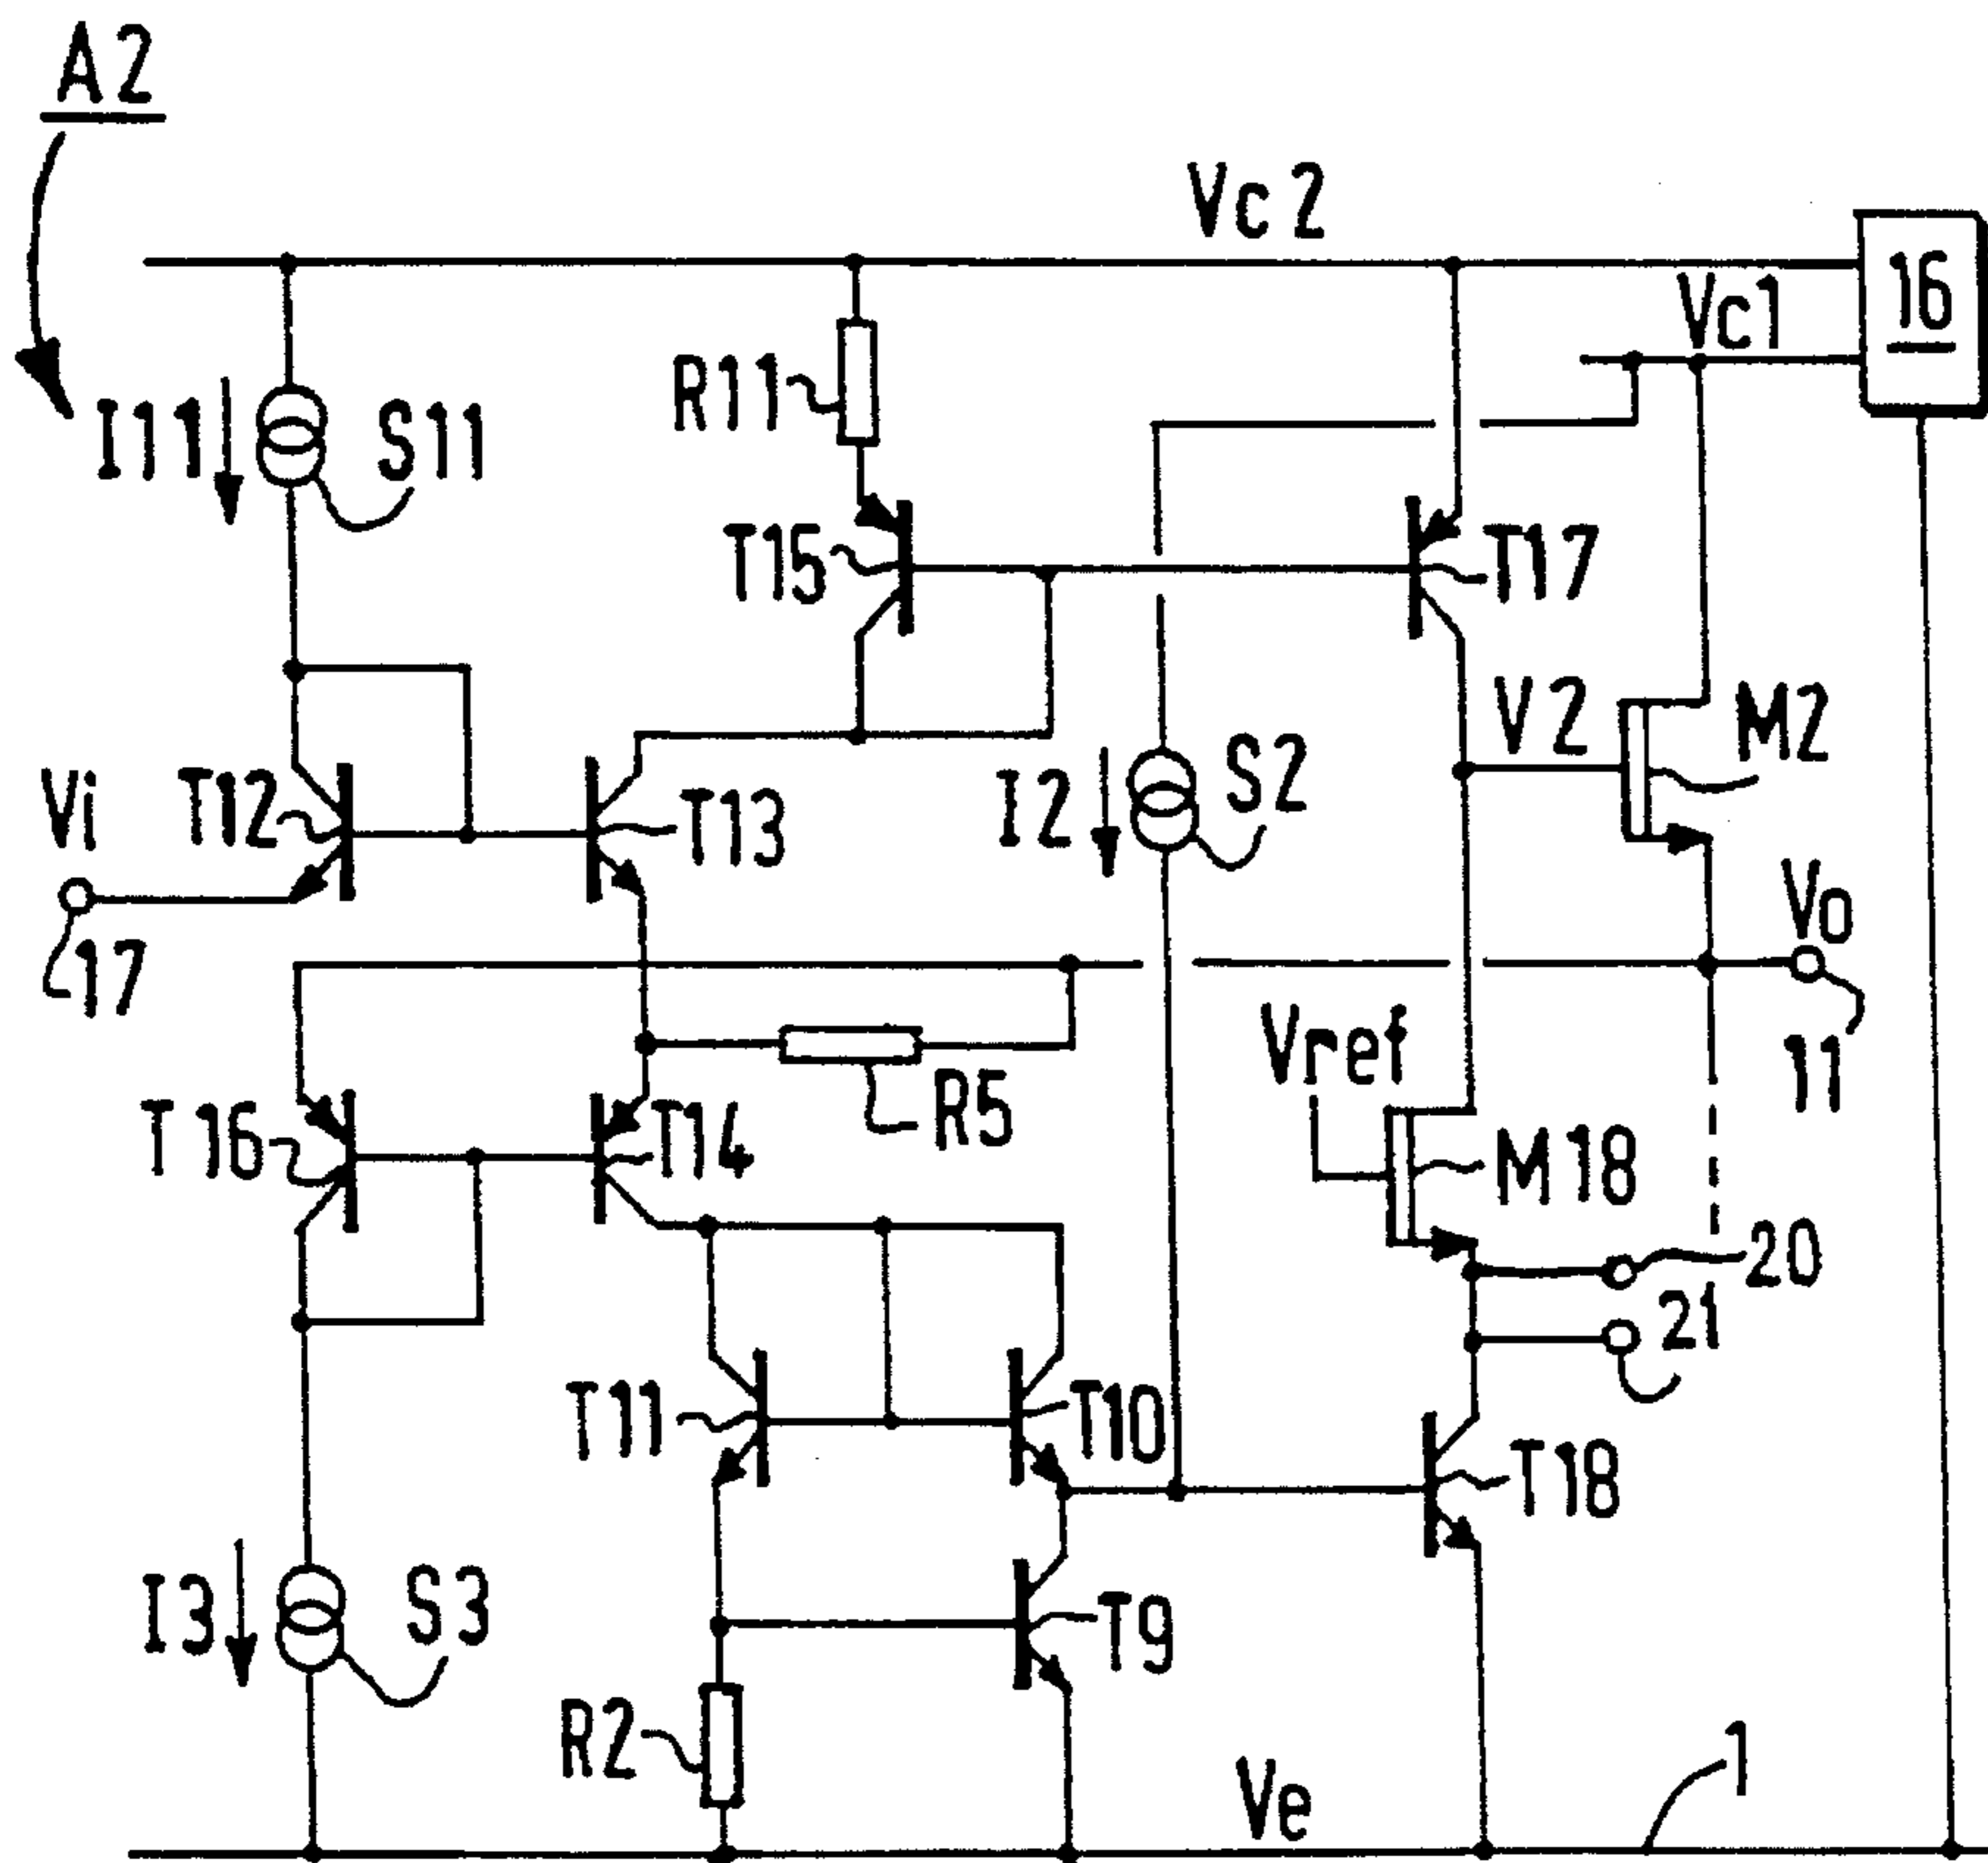 A2
Vc2
Vc1
16
R11
I11
S11
T15
T17
V2
M2
Vi
T12
T13
I2
S2
Vo
17
Vref
11
R5
T16
T14
M18
20
21
T11
T10
T18
I3
S3
T9
R2
Ve
1